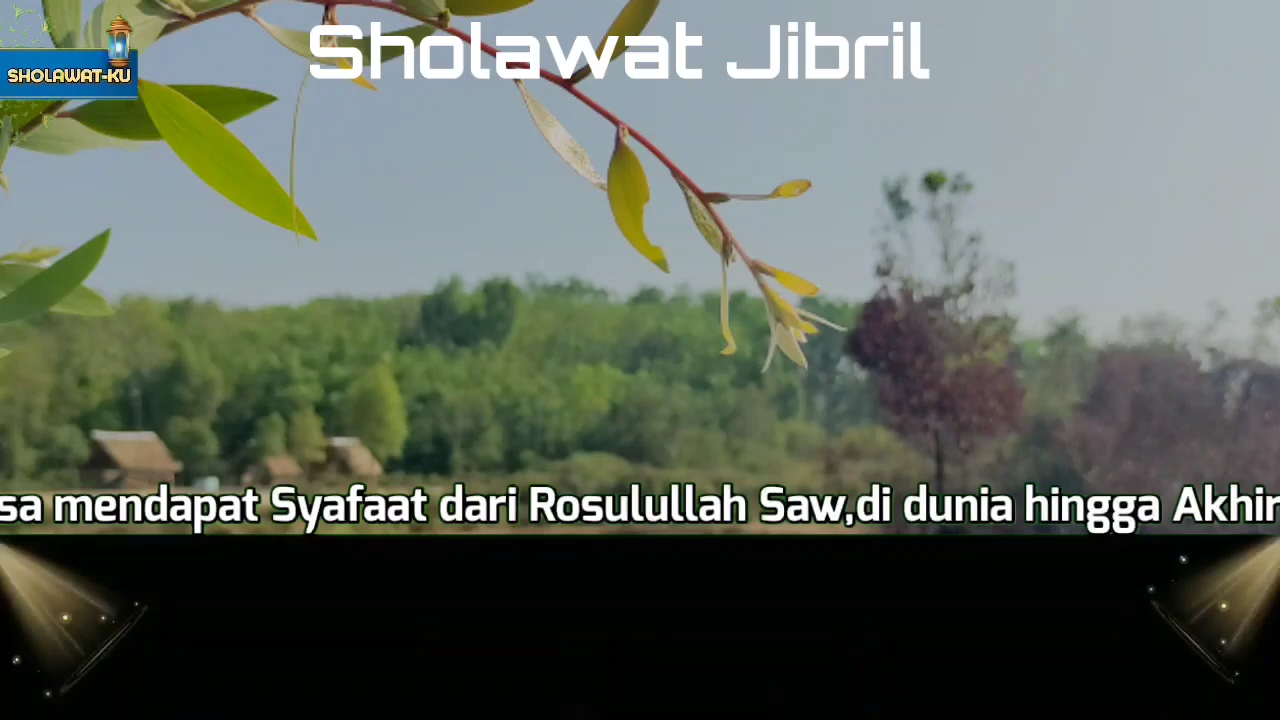 Sholawat Jibril
SHOLAWAT-KU
sa mendapat Syafaat dari Rosulullah Saw,di dunia hingga Akhir